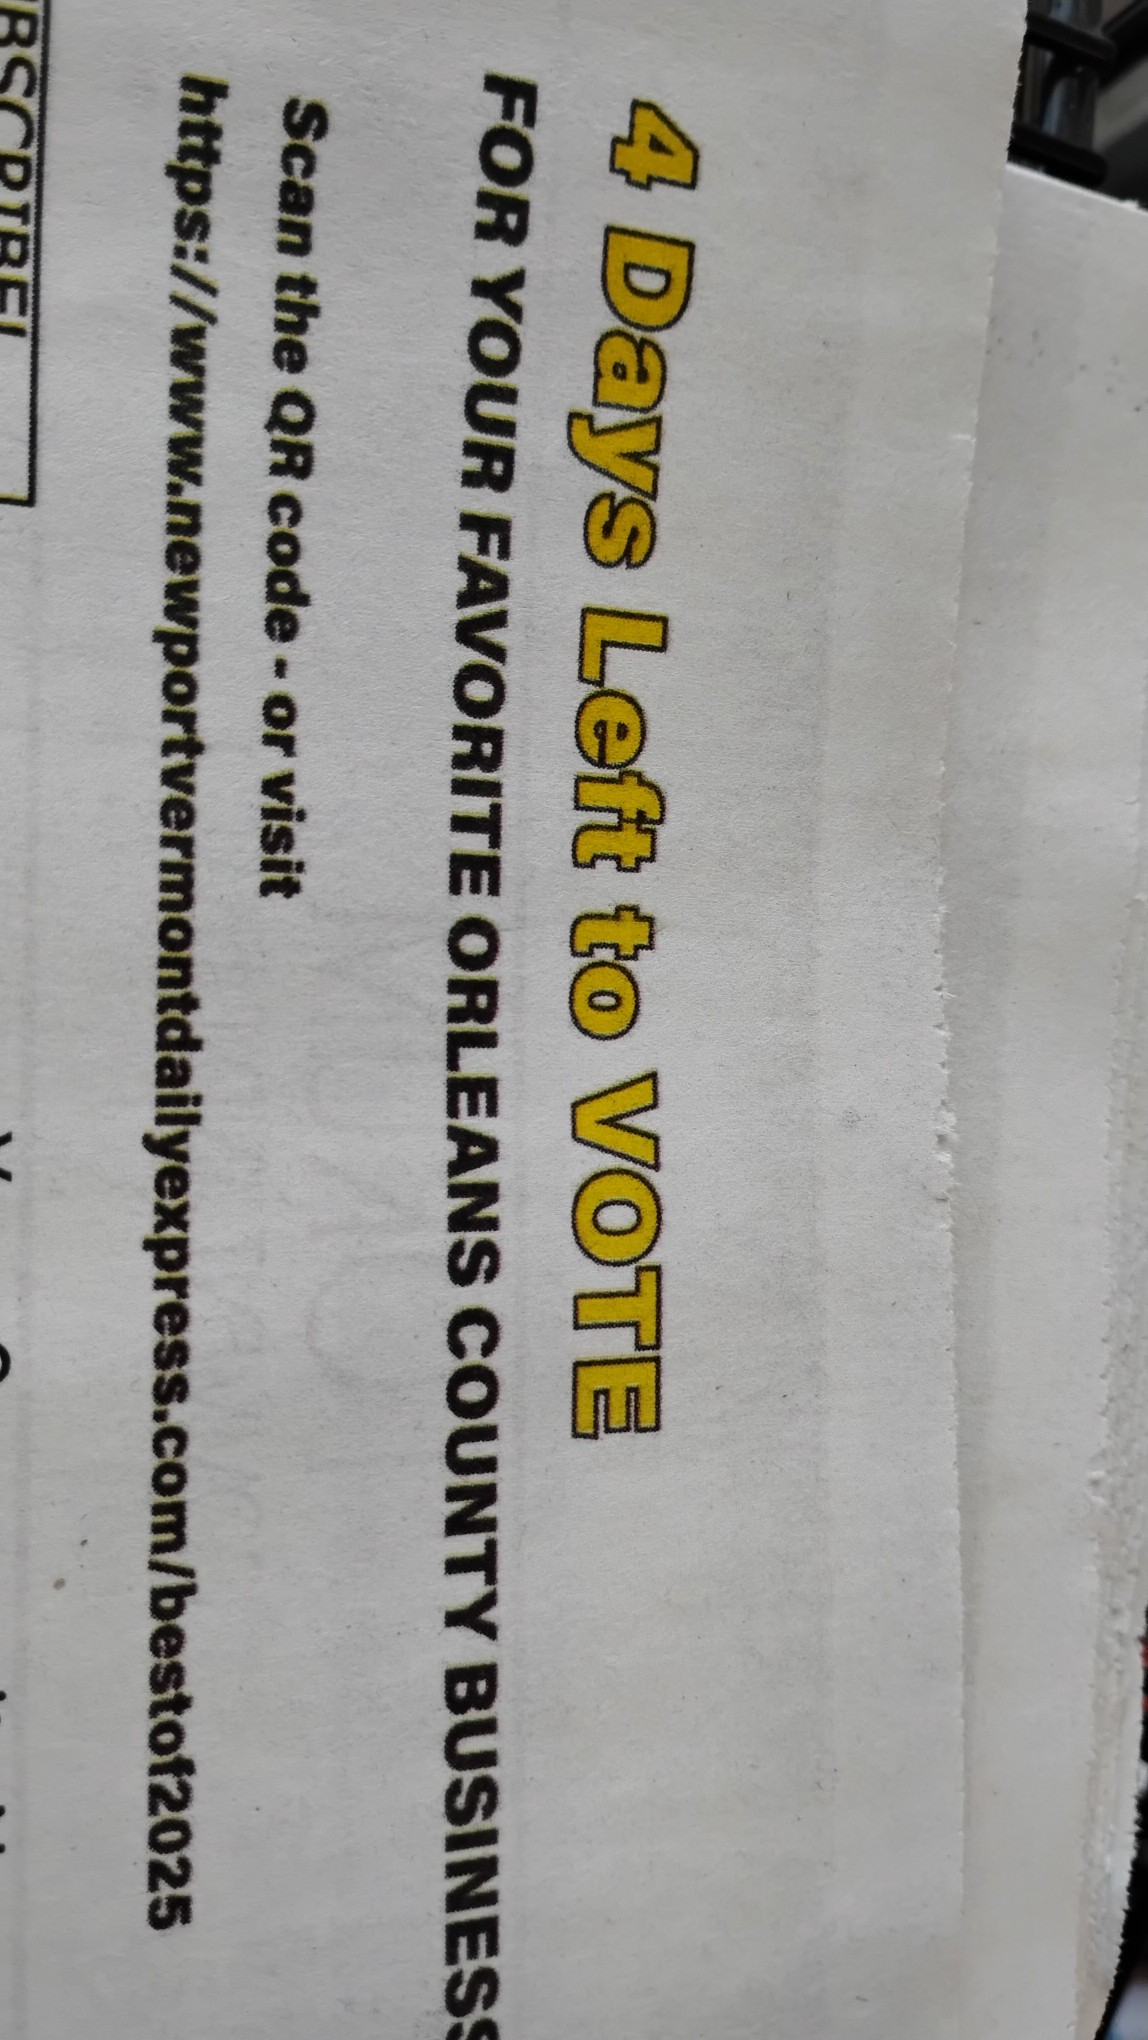 4 Days Left to VOTE
FOR YOUR FAVORITE ORLEANS COUNTY BUSINESS
Scan the QR code - or visit
https://www.newportvermontdailyexpress.com/bestof2025